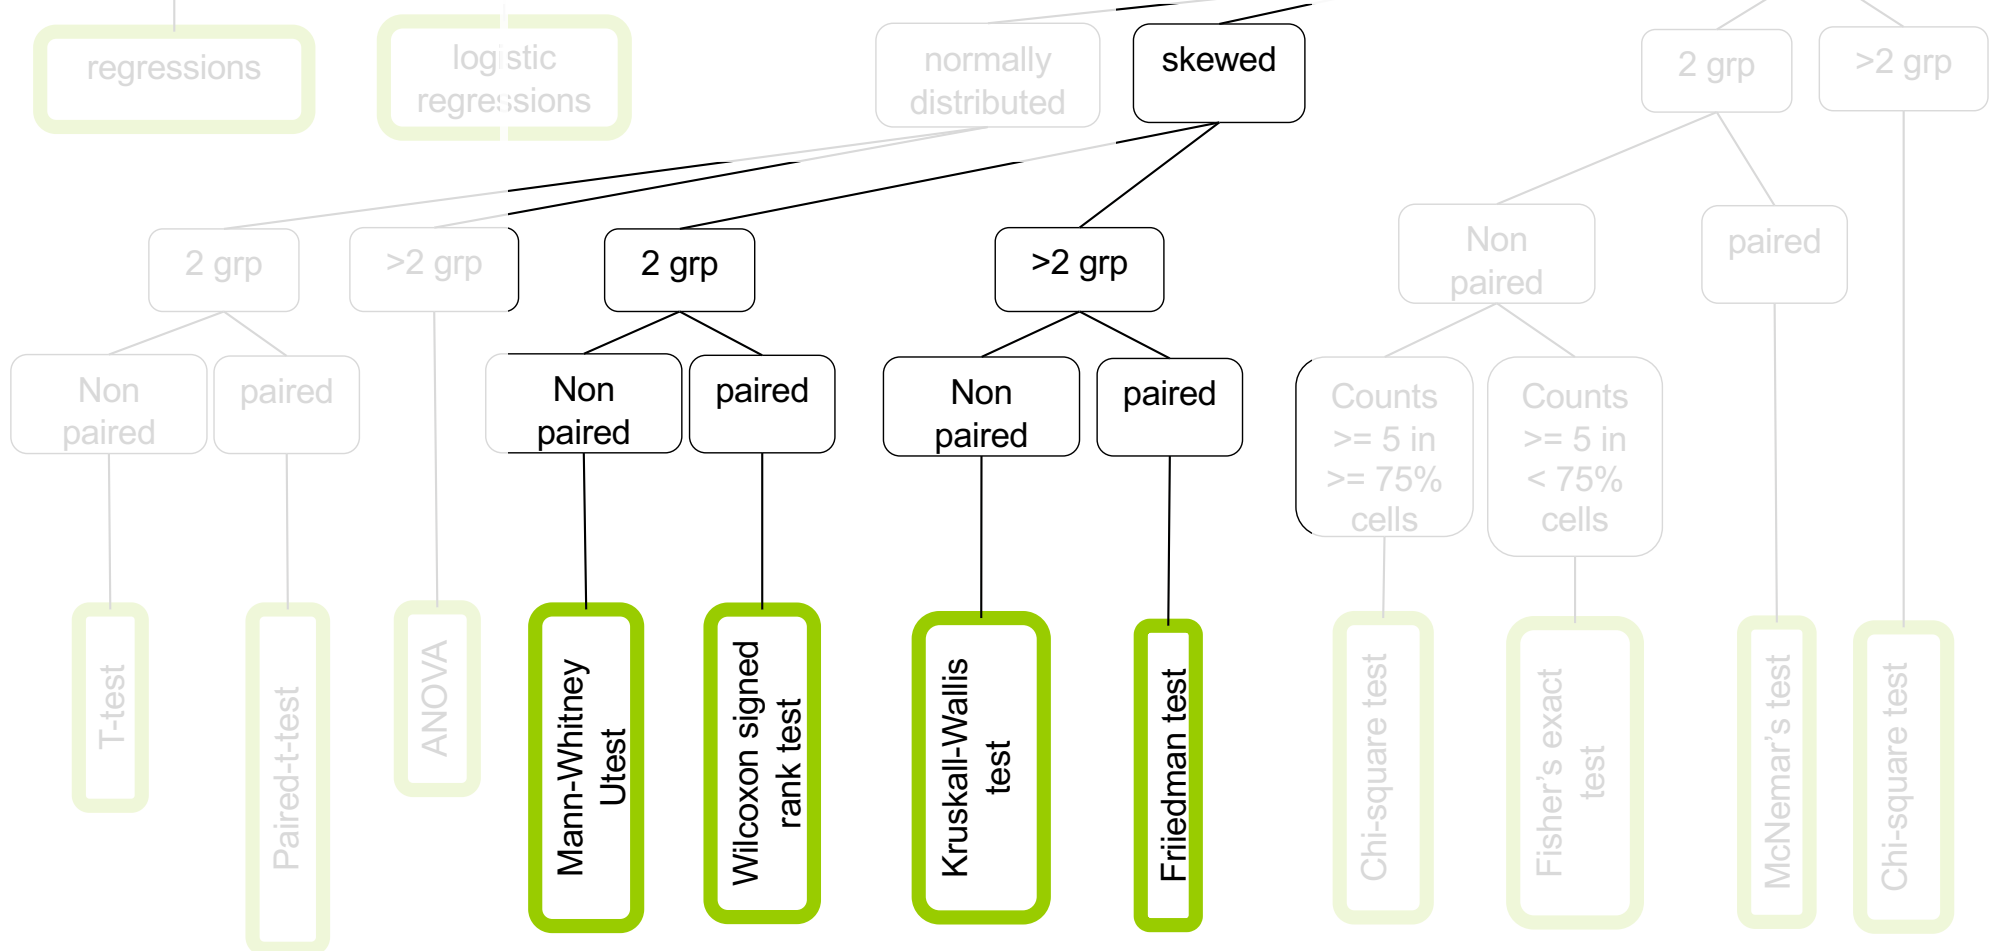 regressions
logistic
regressions
normally
distributed
skewed
2 grp
>2 grp
Non
paired
paired
2 grp
>2 grp
2 grp
>2 grp
Non
paired
paired
Non
paired
paired
Non
paired
paired
Counts
>= 5 in
>= 75%
cells
Counts
>= 5 in
< 75%
cells
T-test
Paired-t-test
ANOVA
Mann-Whitney
Utest
Wilcoxon signed
rank test
Kruskall-Wallis
test
Friiedman test
Chi-square test
Fisher's exact
test
McNemar's test
Chi-square test